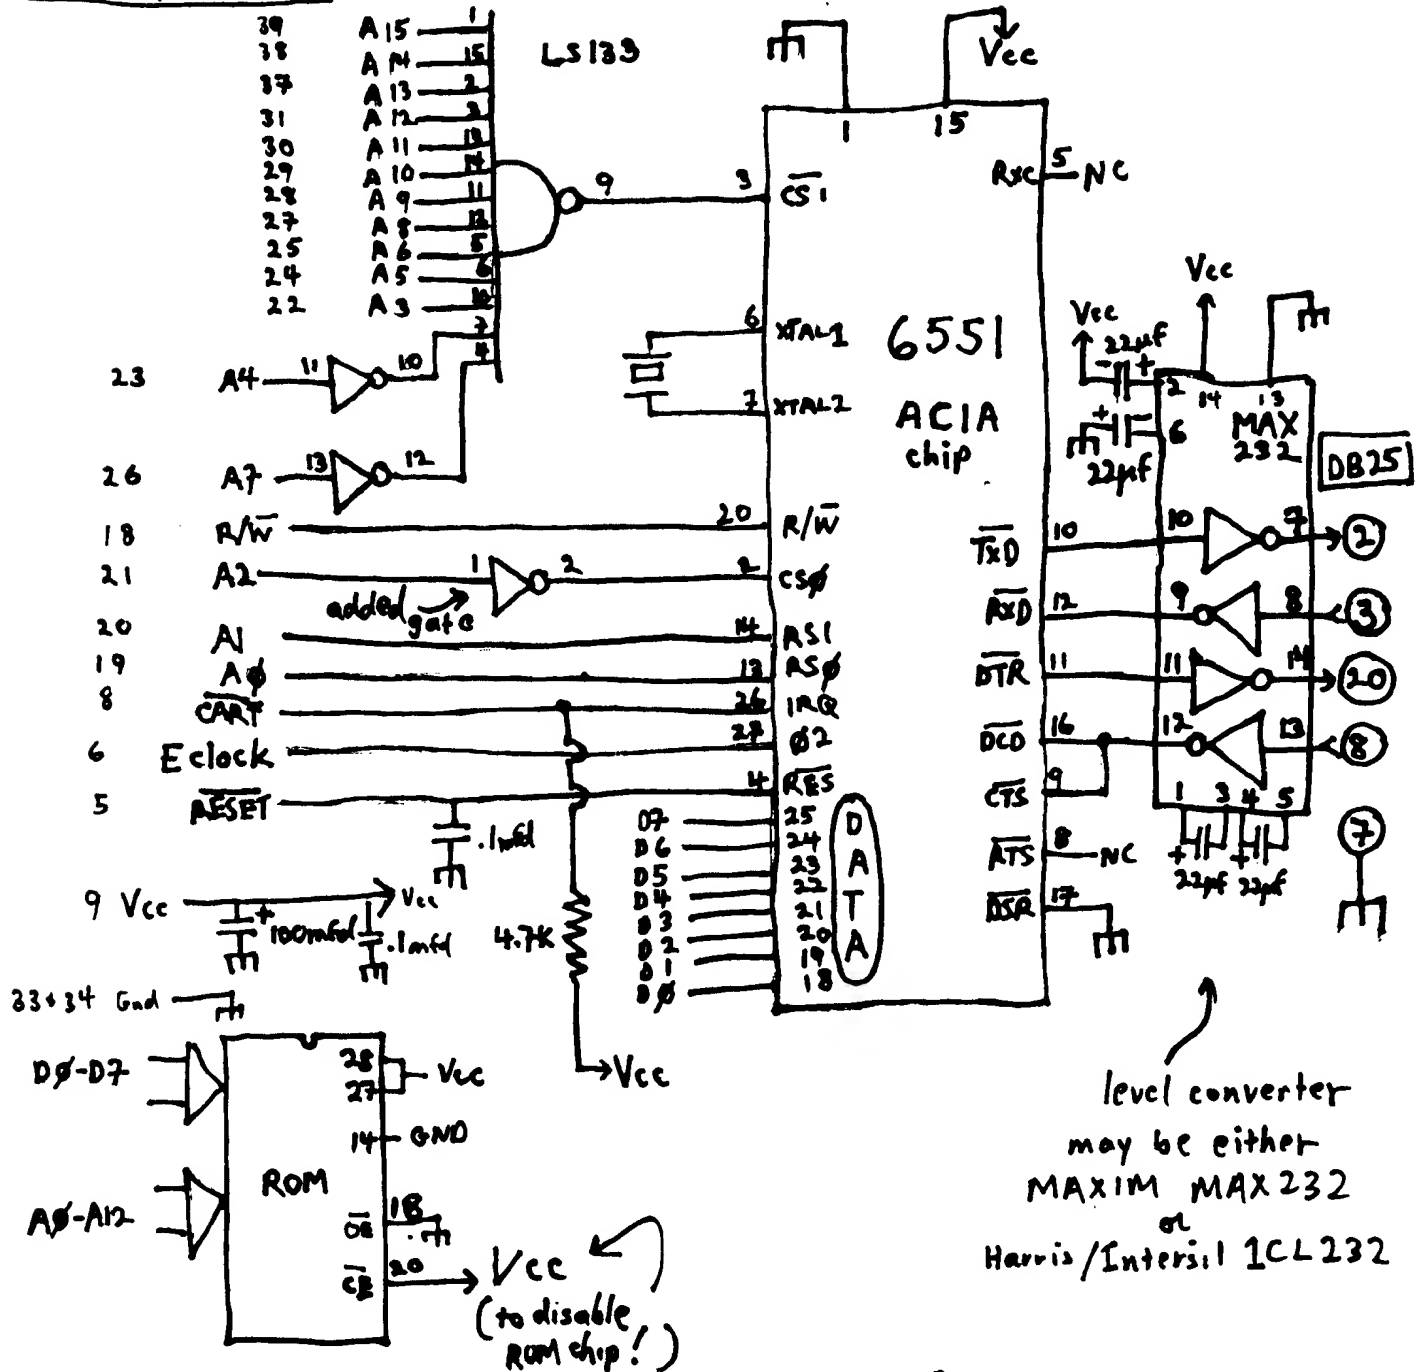 39 A15 1
38 A14 15
37 A13 2
31 A12 3
30 A11 13
29 A10 14
28 A9 11
27 A8 12
25 A6 5
24 A5 6
22 A3 10
7
4
LS133
9
23 A4 11 10
26 A7 13 12
18 R/W
21 A2 1 2
added gate
20 A1
19 AØ
8 CART
6 Eclock
5 RESET
.1mfd
9 Vcc
Vcc
+ 100mfd
.1mfd
33+34 Gnd
4.7K
Vcc
Vcc
1 15
3 CS1
6 XTAL1
7 XTAL2
6551
ACIA
chip
20 R/W
2 CSØ
14 RS1
13 RSØ
26 IRQ
27 Ø2
4 RES
D7 25
D6 24
D5 23
D4 22
D3 21
D2 20
D1 19
DØ 18
DATA
RxC 5 NC
TxD 10
RXD 12
DTR 11
DCD 16
CTS 9
RTS 8 NC
DSR 17
Vcc
Vcc
- 22µf +
2 14 13
+ -
22µf
6
MAX
232
DB25
10 7 2
9 8 3
11 14 20
12 13 8
1 3 4 5
+ +
22µf 22µf
7
level converter
may be either
MAXIM MAX232
or
Harris/Intersil ICL232
DØ-D7
AØ-A12
ROM
28
27
Vcc
14 GND
OE 18
CE 20
Vcc
(to disable
ROM chip!)